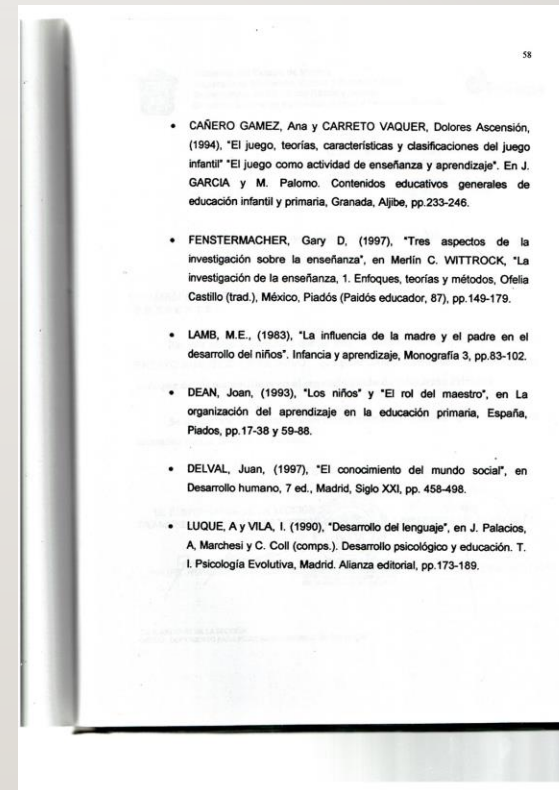 58
• CAÑERO GAMEZ, Ana y CARRETO VAQUER, Dolores Ascensión,
(1994), "El juego, teorías, características y clasificaciones del juego
infantil" "El juego como actividad de enseñanza y aprendizaje". En J.
GARCIA y M. Palomo. Contenidos educativos generales de
educación infantil y primaria, Granada, Aljibe, pp.233-246.
• FENSTERMACHER, Gary D, (1997), "Tres aspectos de la
investigación sobre la enseñanza", en Merlín C. WITTROCK, "La
investigación de la enseñanza, 1. Enfoques, teorías y métodos, Ofelia
Castillo (trad.), México, Piadós (Paidós educador, 87), pp.149-179.
• LAMB, M.E., (1983), "La influencia de la madre y el padre en el
desarrollo del niños". Infancia y aprendizaje, Monografía 3, pp.83-102.
• DEAN, Joan, (1993), "Los niños" y "El rol del maestro", en La
organización del aprendizaje en la educación primaria, España,
Piados, pp.17-38 y 59-88.
• DELVAL, Juan, (1997), "El conocimiento del mundo social", en
Desarrollo humano, 7 ed., Madrid, Siglo XXI, pp. 458-498.
• LUQUE, A y VILA, I. (1990), "Desarrollo del lenguaje", en J. Palacios,
A, Marchesi y C. Coll (comps.). Desarrollo psicológico y educación. T.
I. Psicología Evolutiva, Madrid. Alianza editorial, pp.173-189.